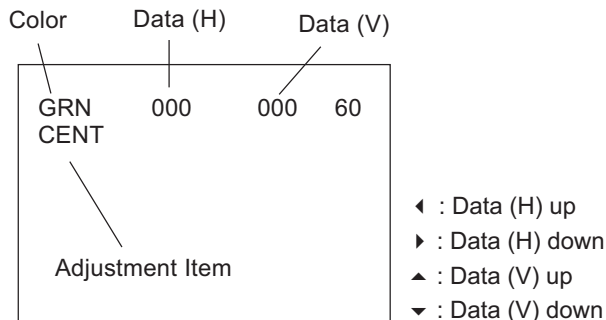 Color Data (H) Data (V)
GRN 000 000 60
CENT
Adjustment Item
◂ : Data (H) up
▸ : Data (H) down
▴ : Data (V) up
▾ : Data (V) down